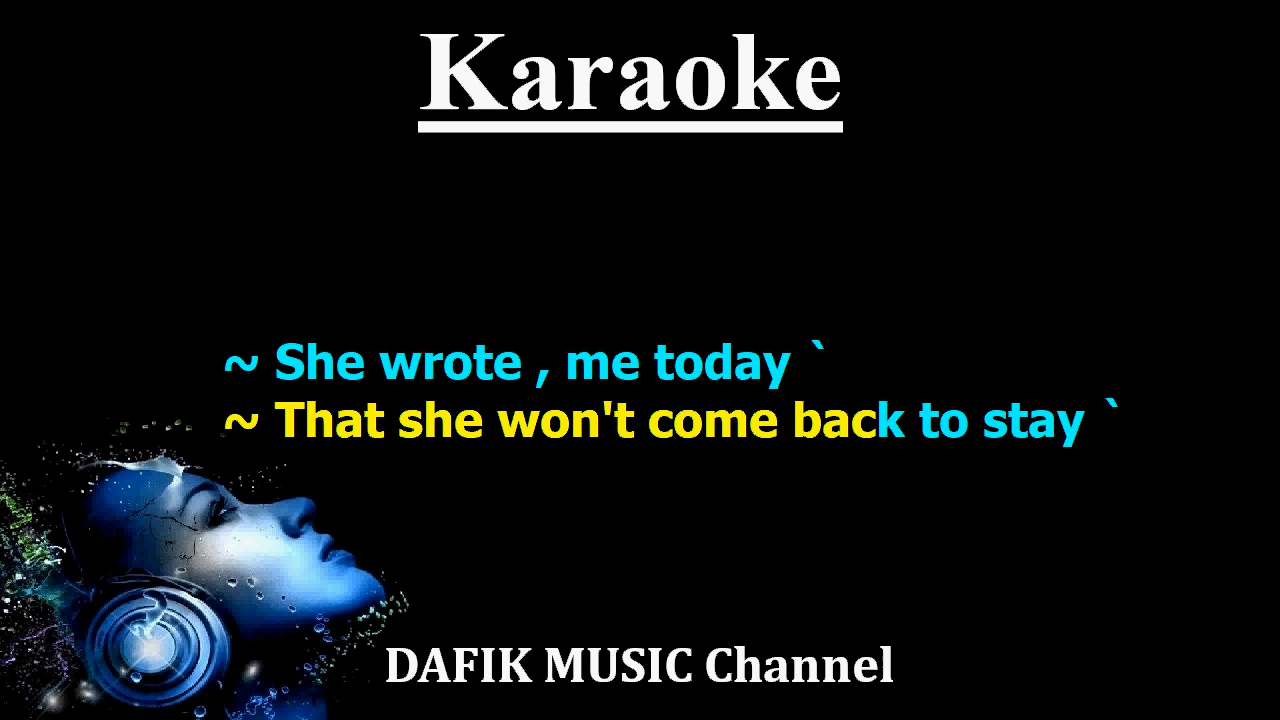 Karaoke
~ She wrote , me today `
~ That she won't come back to stay `
DAFIK MUSIC Channel